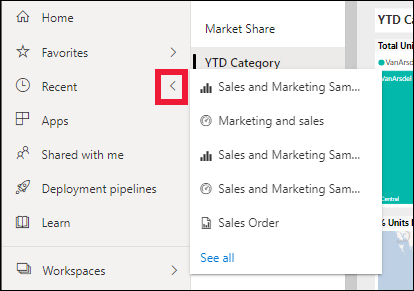 Home
Favorites
Recent
Apps
Shared with me
Deployment pipelines
Learn
Workspaces
Market Share
YTD Category
Sales and Marketing Sam...
Marketing and sales
Sales and Marketing Sam...
Sales and Marketing Sam...
Sales Order
See all
YTD Cat
Total Uni
VanArsdel
VanArsdel
Central
% Units